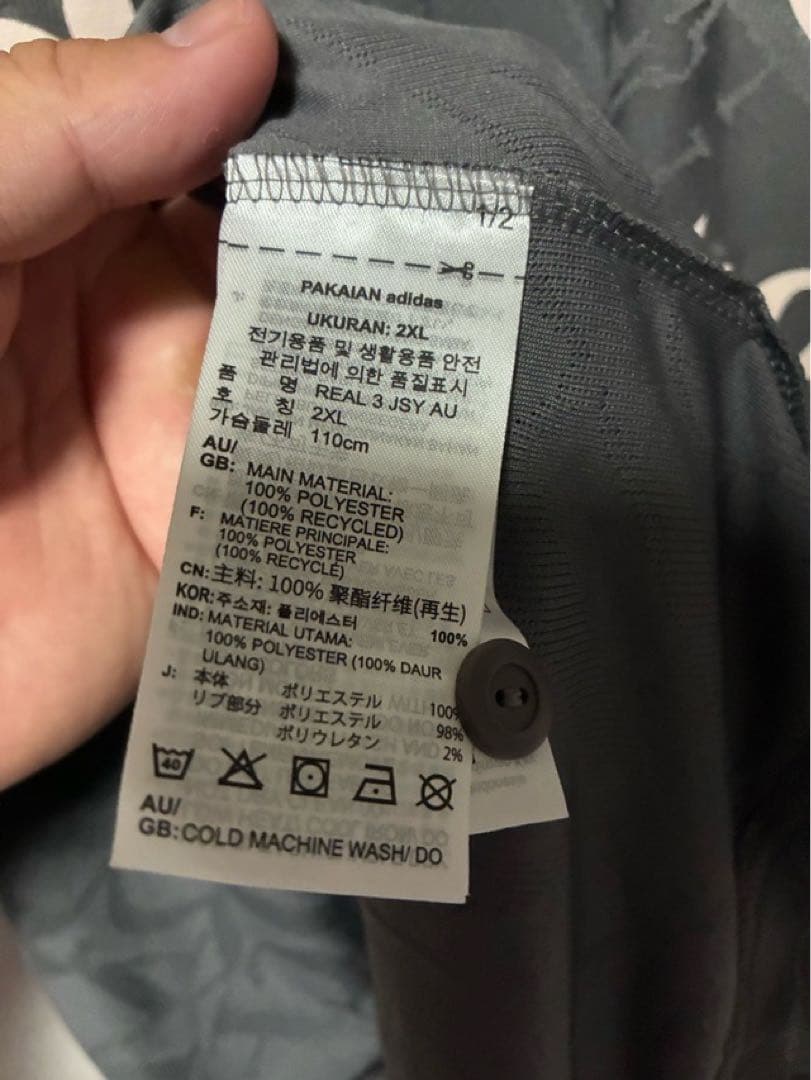 1/2
PAKAIAN adidas
UKURAN: 2XL
전기용품 및 생활용품 안전
관리법에 의한 품질표시
품 명 REAL 3 JSY AU
호 칭 2XL
가슴둘레 110cm
AU/
GB: MAIN MATERIAL:
100% POLYESTER
(100% RECYCLED)
F: MATIERE PRINCIPALE:
100% POLYESTER
(100% RECYCLÉ)
CN: 主料: 100% 聚酯纤维(再生)
KOR: 주소재: 폴리에스터 100%
IND: MATERIAL UTAMA:
100% POLYESTER (100% DAUR
ULANG)
J: 本体 ポリエステル 100%
リブ部分 ポリエステル 98%
ポリウレタン 2%
40
AU/
GB: COLD MACHINE WASH/ DO